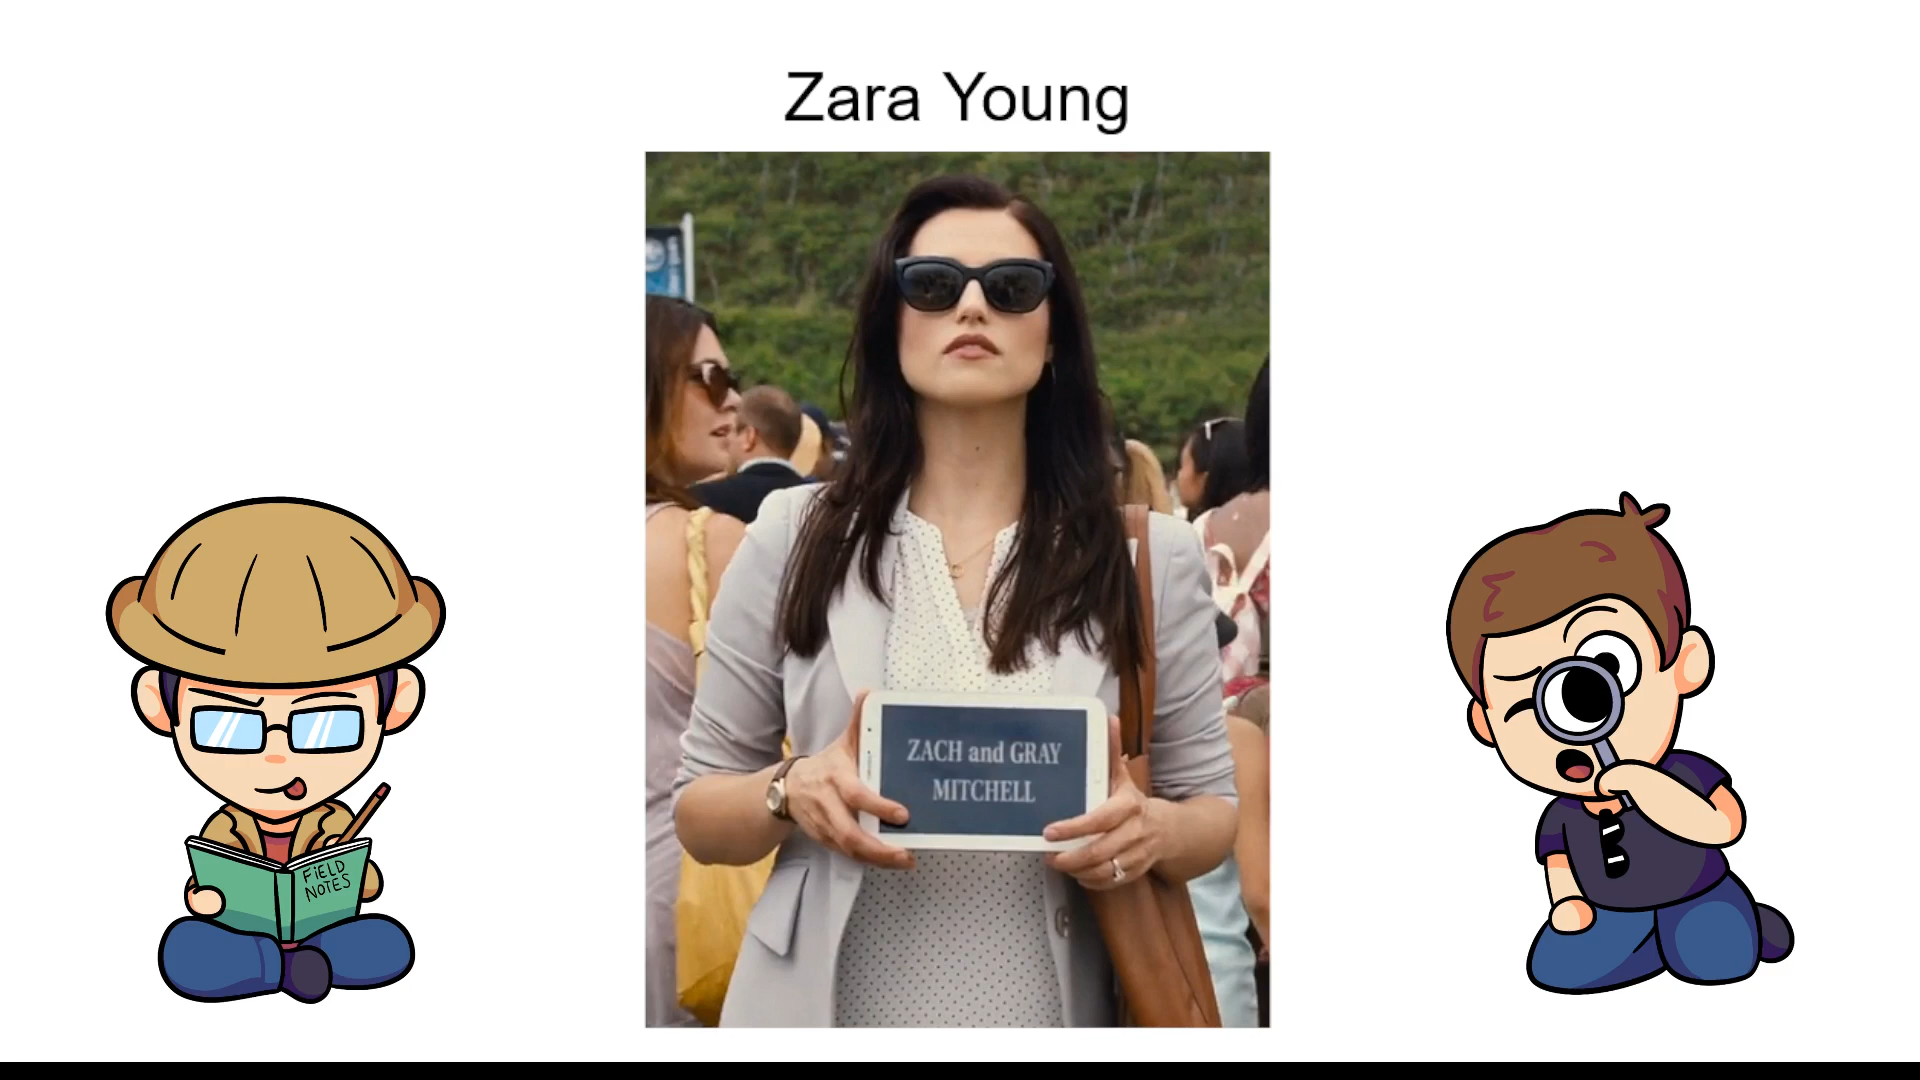 Zara Young
ZACH and GRAY
MITCHELL
FiELD
NOTES